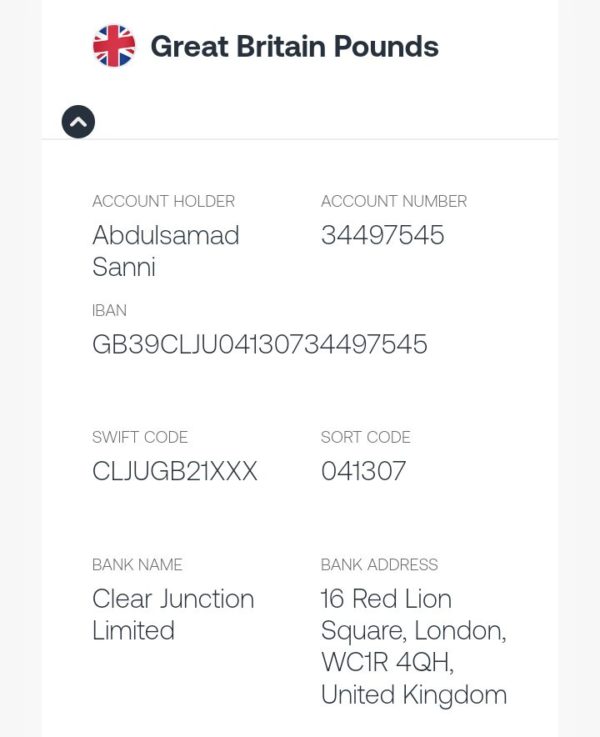 Great Britain Pounds
ACCOUNT HOLDER
Abdulsamad
Sanni
ACCOUNT NUMBER
34497545
IBAN
GB39CLJU04130734497545
SWIFT CODE
CLJUGB21XXX
SORT CODE
041307
BANK NAME
Clear Junction
Limited
BANK ADDRESS
16 Red Lion
Square, London,
WC1R 4QH,
United Kingdom